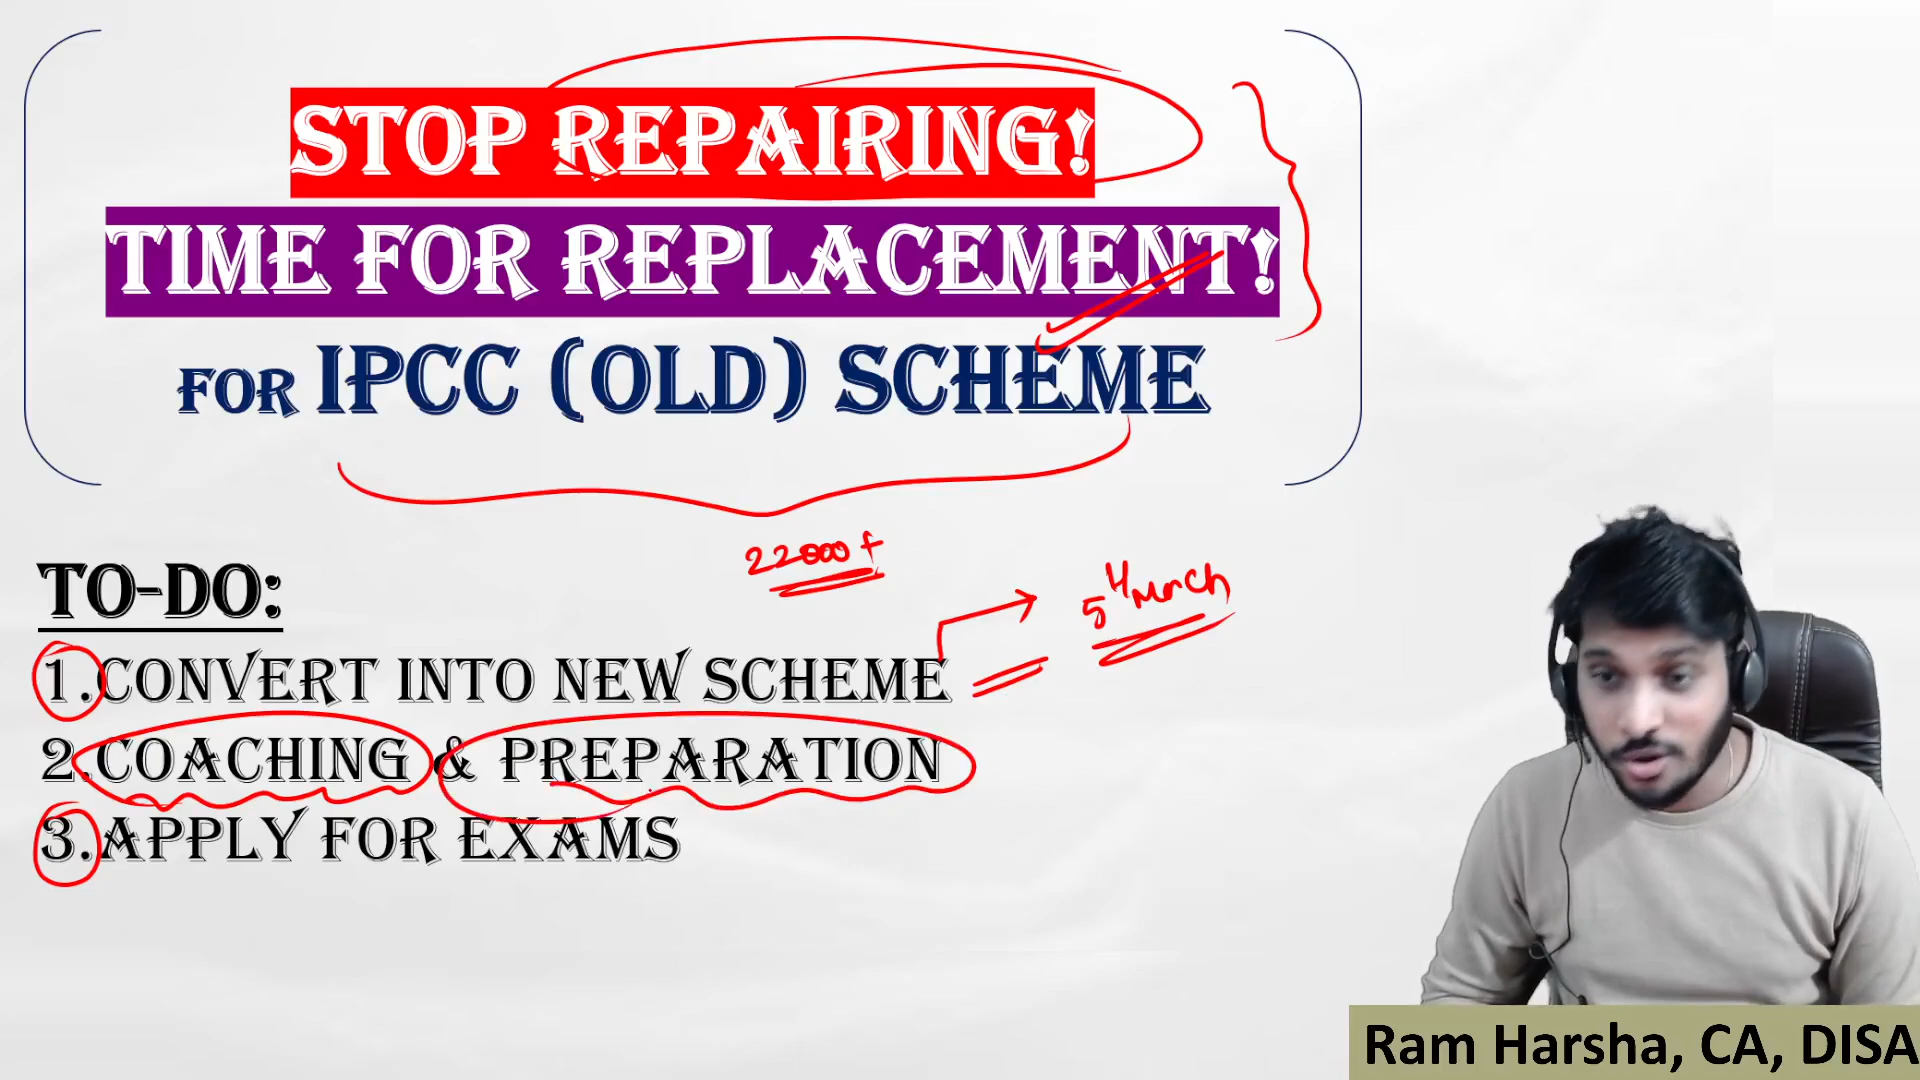 STOP REPAIRING!
TIME FOR REPLACEMENT!
FOR IPCC (OLD) SCHEME
22000+
5th March
TO-DO:
1.CONVERT INTO NEW SCHEME
2.COACHING & PREPARATION
3.APPLY FOR EXAMS
Ram Harsha, CA, DISA